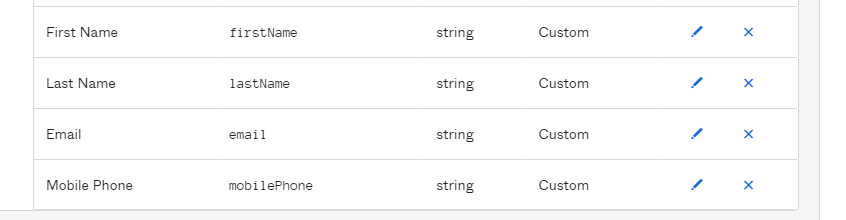 First Name firstName string Custom
Last Name lastName string Custom
Email email string Custom
Mobile Phone mobilePhone string Custom